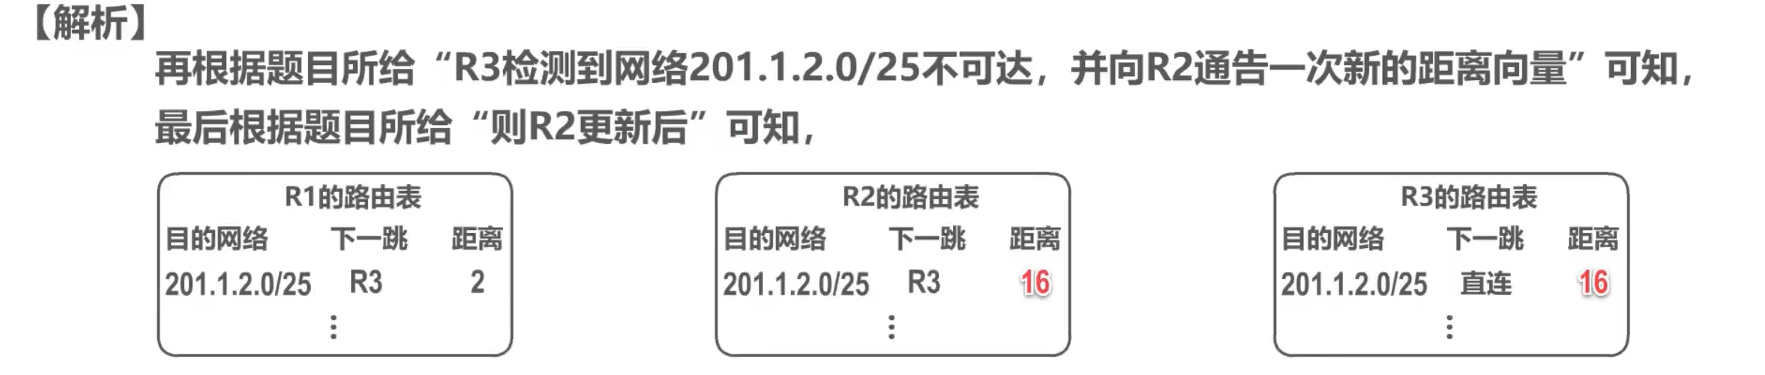 【解析】
再根据题目所给“R3检测到网络201.1.2.0/25不可达，并向R2通告一次新的距离向量”可知，
最后根据题目所给“则R2更新后”可知，
R1的路由表
目的网络 下一跳 距离
201.1.2.0/25 R3 2
⋮
R2的路由表
目的网络 下一跳 距离
201.1.2.0/25 R3 16
⋮
R3的路由表
目的网络 下一跳 距离
201.1.2.0/25 直连 16
⋮